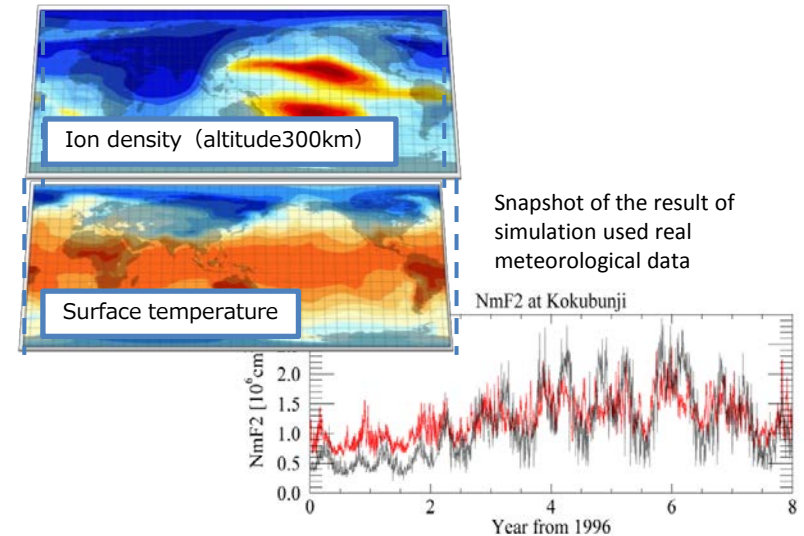 Ion density（altitude300km）
Surface temperature
Snapshot of the result of
simulation used real
meteorological data
NmF2 at Kokubunji
NmF2 [10⁶cm
2.0
1.5
1.0
0.5
0.0
0 2 4 6 8
Year from 1996